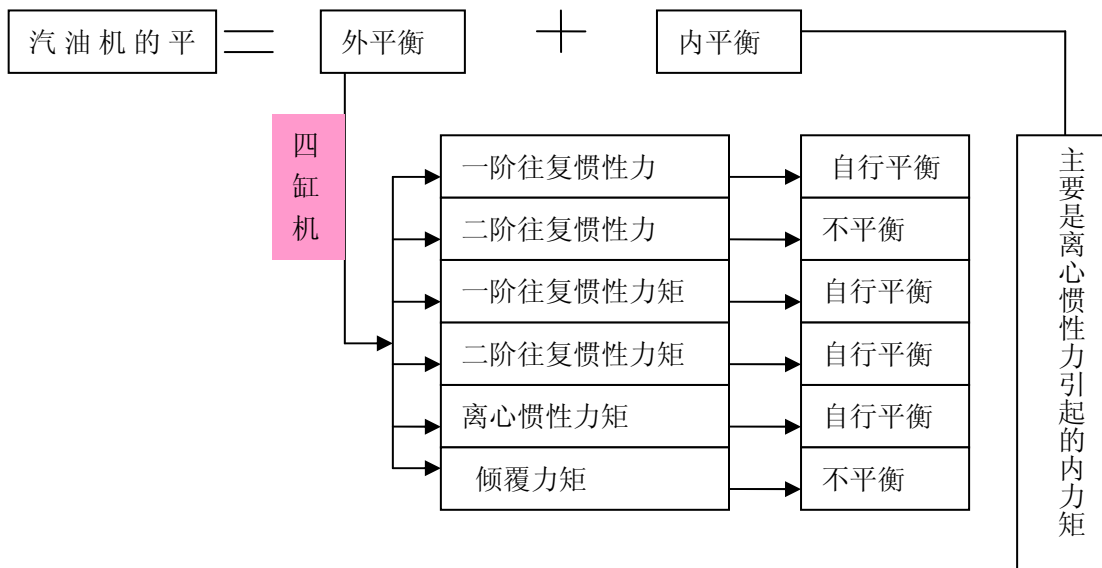 汽油机的平
外平衡
内平衡
四缸机
一阶往复惯性力
自行平衡
二阶往复惯性力
不平衡
一阶往复惯性力矩
自行平衡
二阶往复惯性力矩
自行平衡
离心惯性力矩
自行平衡
倾覆力矩
不平衡
主要是离心惯性力引起的内力矩